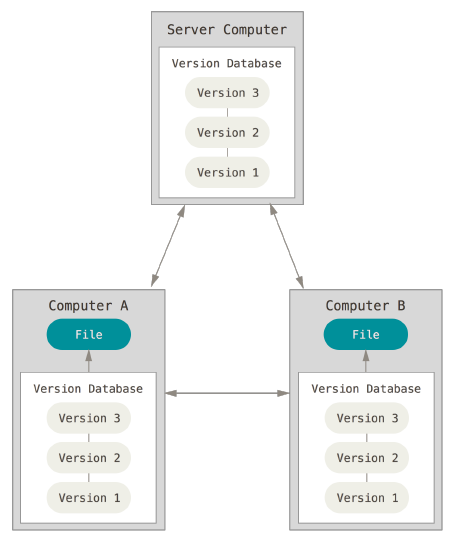 Server Computer
Version Database
Version 3
Version 2
Version 1
Computer A
File
Version Database
Version 3
Version 2
Version 1
Computer B
File
Version Database
Version 3
Version 2
Version 1